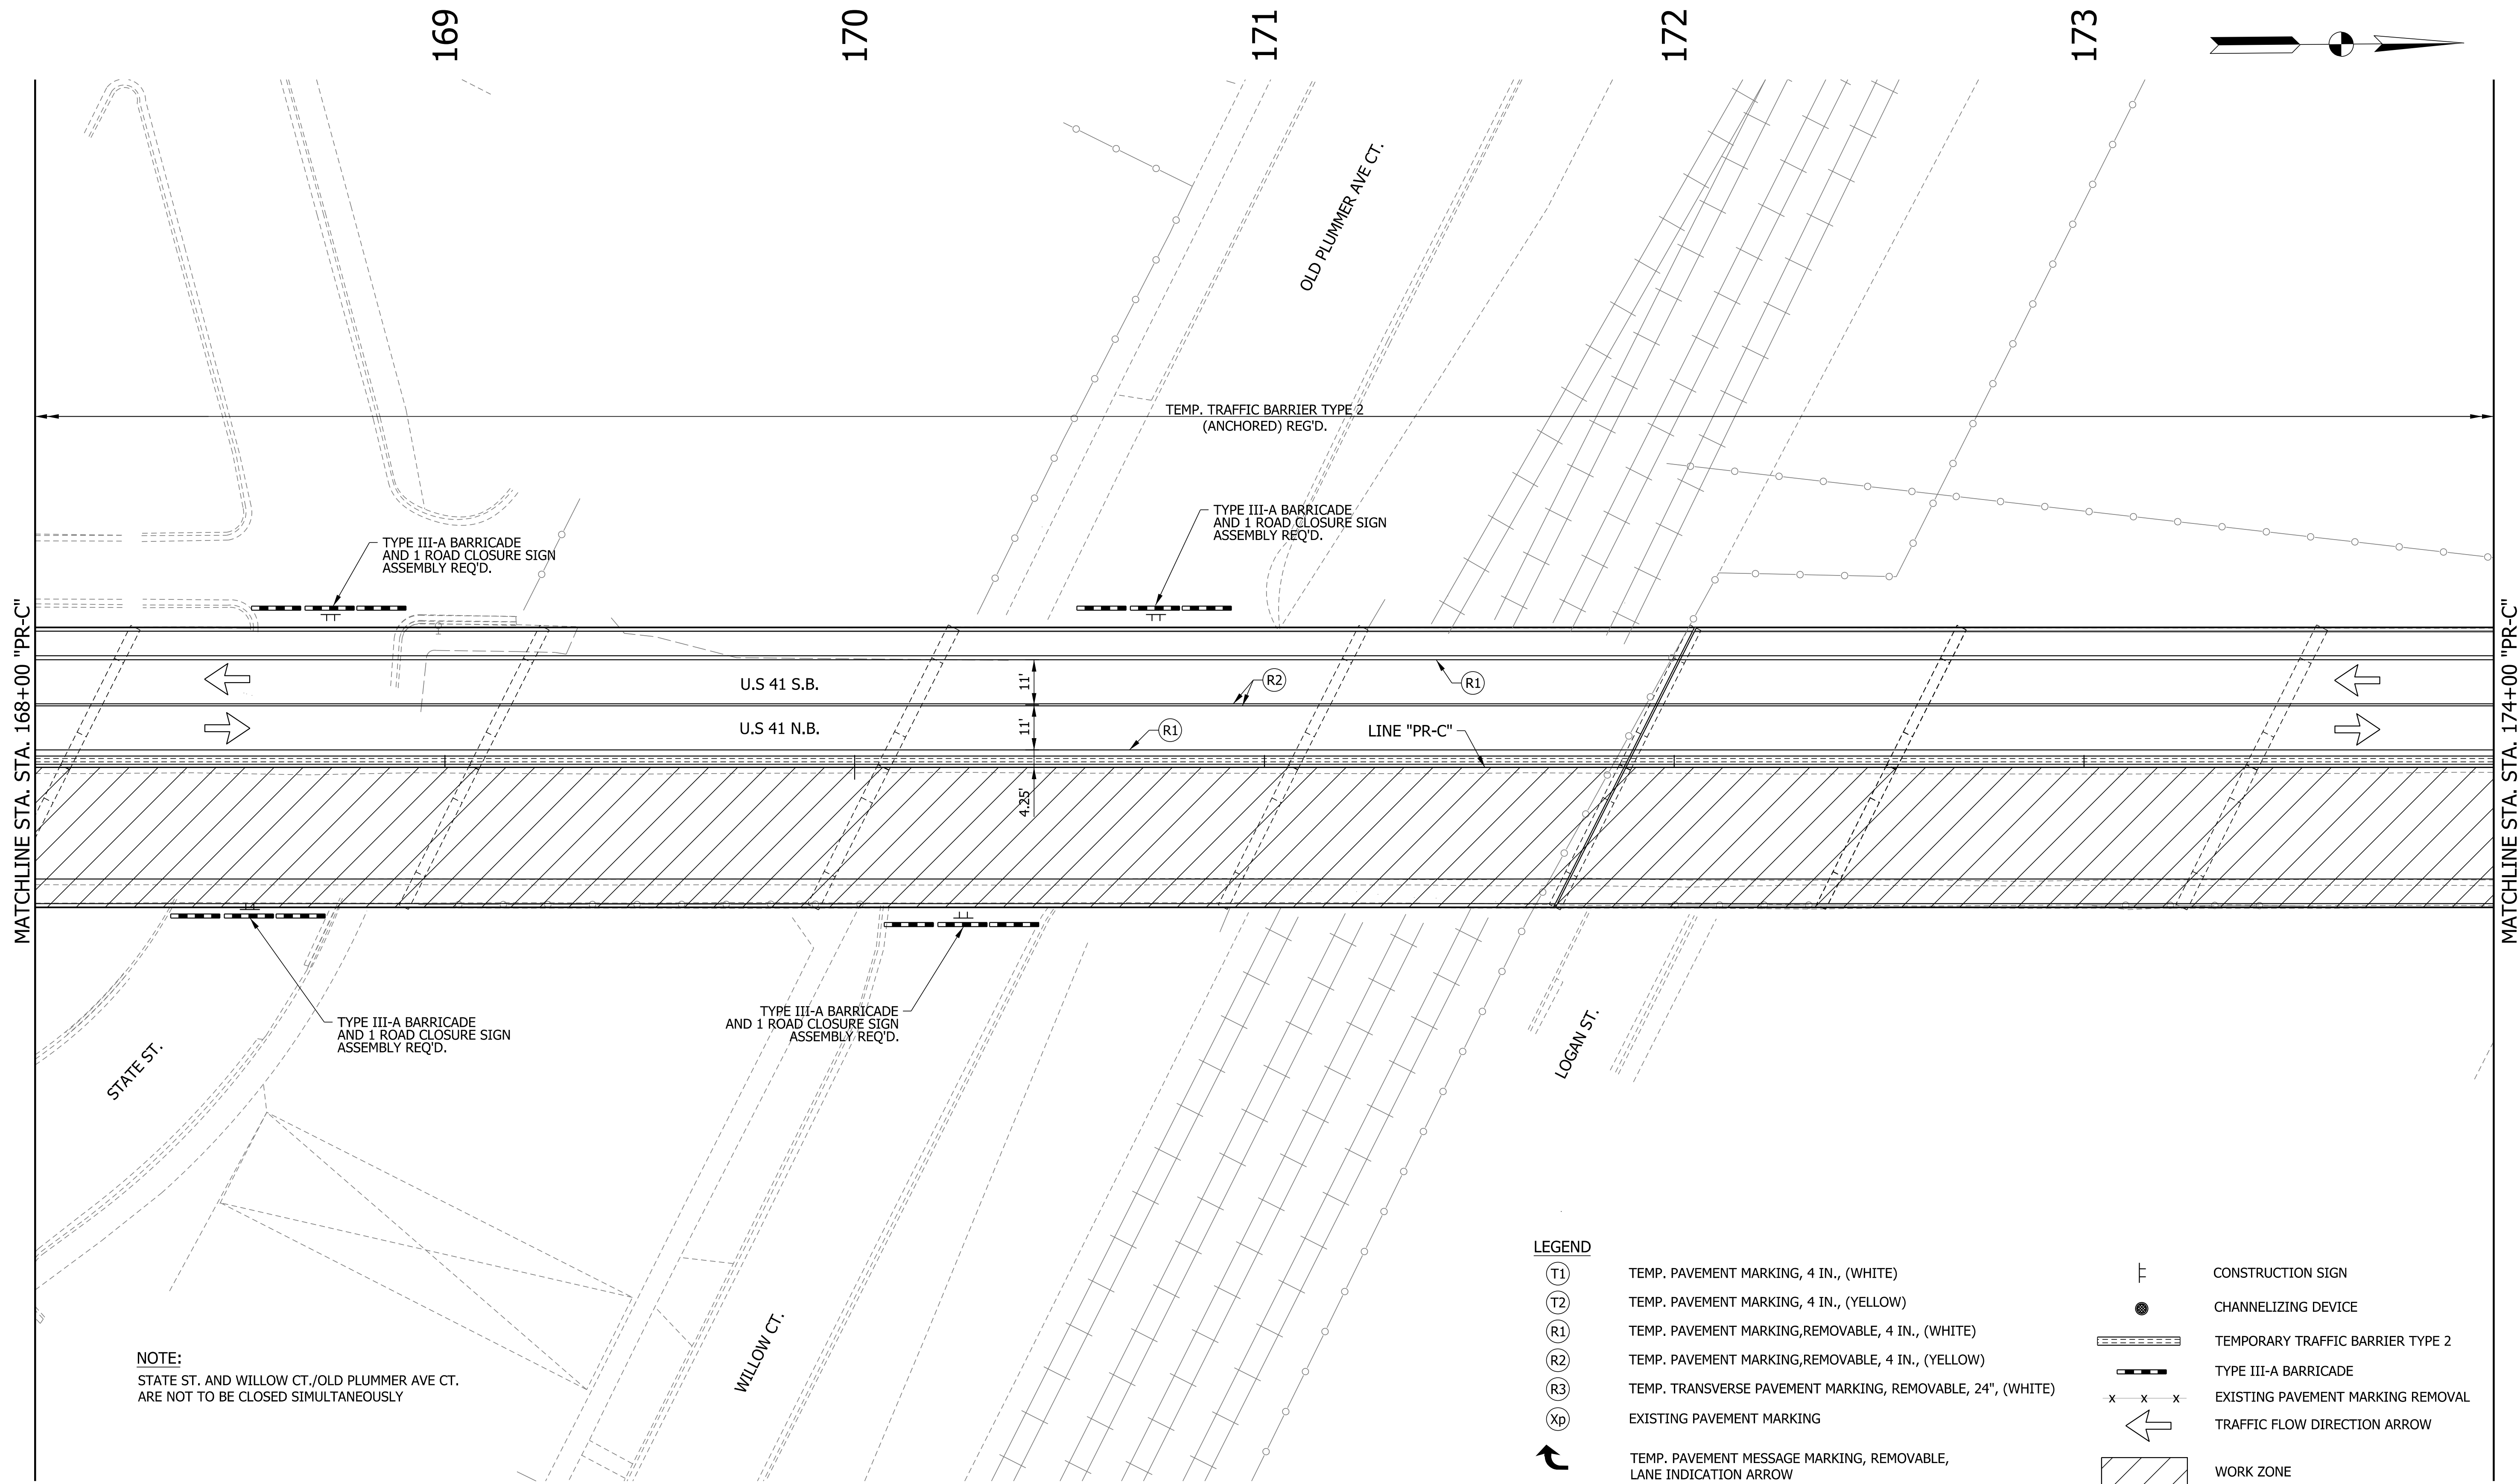 169
170
171
172
173
OLD PLUMMER AVE CT.
TEMP. TRAFFIC BARRIER TYPE 2
(ANCHORED) REG'D.
TYPE III-A BARRICADE
AND 1 ROAD CLOSURE SIGN
ASSEMBLY REQ'D.
TYPE III-A BARRICADE
AND 1 ROAD CLOSURE SIGN
ASSEMBLY REQ'D.
MATCHLINE STA. STA. 168+00 "PR-C"
MATCHLINE STA. STA. 174+00 "PR-C"
U.S 41 S.B.
11'
R2
R1
U.S 41 N.B.
11'
R1
LINE "PR-C"
4.25'
TYPE III-A BARRICADE
AND 1 ROAD CLOSURE SIGN
ASSEMBLY REQ'D.
TYPE III-A BARRICADE
AND 1 ROAD CLOSURE SIGN
ASSEMBLY REQ'D.
STATE ST.
LOGAN ST.
WILLOW CT.
NOTE:
STATE ST. AND WILLOW CT./OLD PLUMMER AVE CT.
ARE NOT TO BE CLOSED SIMULTANEOUSLY
LEGEND
T1 TEMP. PAVEMENT MARKING, 4 IN., (WHITE)
T2 TEMP. PAVEMENT MARKING, 4 IN., (YELLOW)
R1 TEMP. PAVEMENT MARKING,REMOVABLE, 4 IN., (WHITE)
R2 TEMP. PAVEMENT MARKING,REMOVABLE, 4 IN., (YELLOW)
R3 TEMP. TRANSVERSE PAVEMENT MARKING, REMOVABLE, 24", (WHITE)
Xp EXISTING PAVEMENT MARKING
TEMP. PAVEMENT MESSAGE MARKING, REMOVABLE,
LANE INDICATION ARROW
CONSTRUCTION SIGN
CHANNELIZING DEVICE
TEMPORARY TRAFFIC BARRIER TYPE 2
TYPE III-A BARRICADE
X X X EXISTING PAVEMENT MARKING REMOVAL
TRAFFIC FLOW DIRECTION ARROW
WORK ZONE